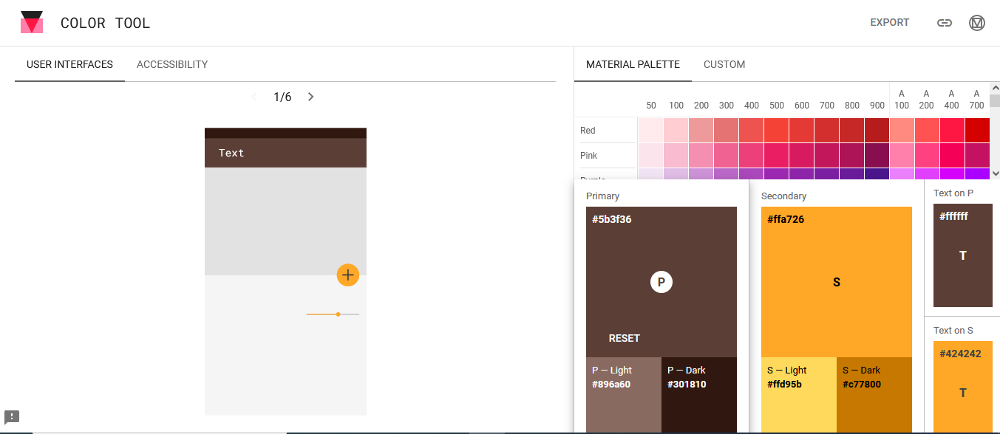 COLOR TOOL
EXPORT
USER INTERFACES ACCESSIBILITY
1/6
Text
MATERIAL PALETTE CUSTOM
50 100 200 300 400 500 600 700 800 900 A 100 A 200 A 400 A 700
Red
Pink
Purple
Primary
#5b3f36
P
RESET
P — Light
#896a60
P — Dark
#301810
Secondary
#ffa726
S
S — Light
#ffd95b
S — Dark
#c77800
Text on P
#ffffff
T
Text on S
#424242
T